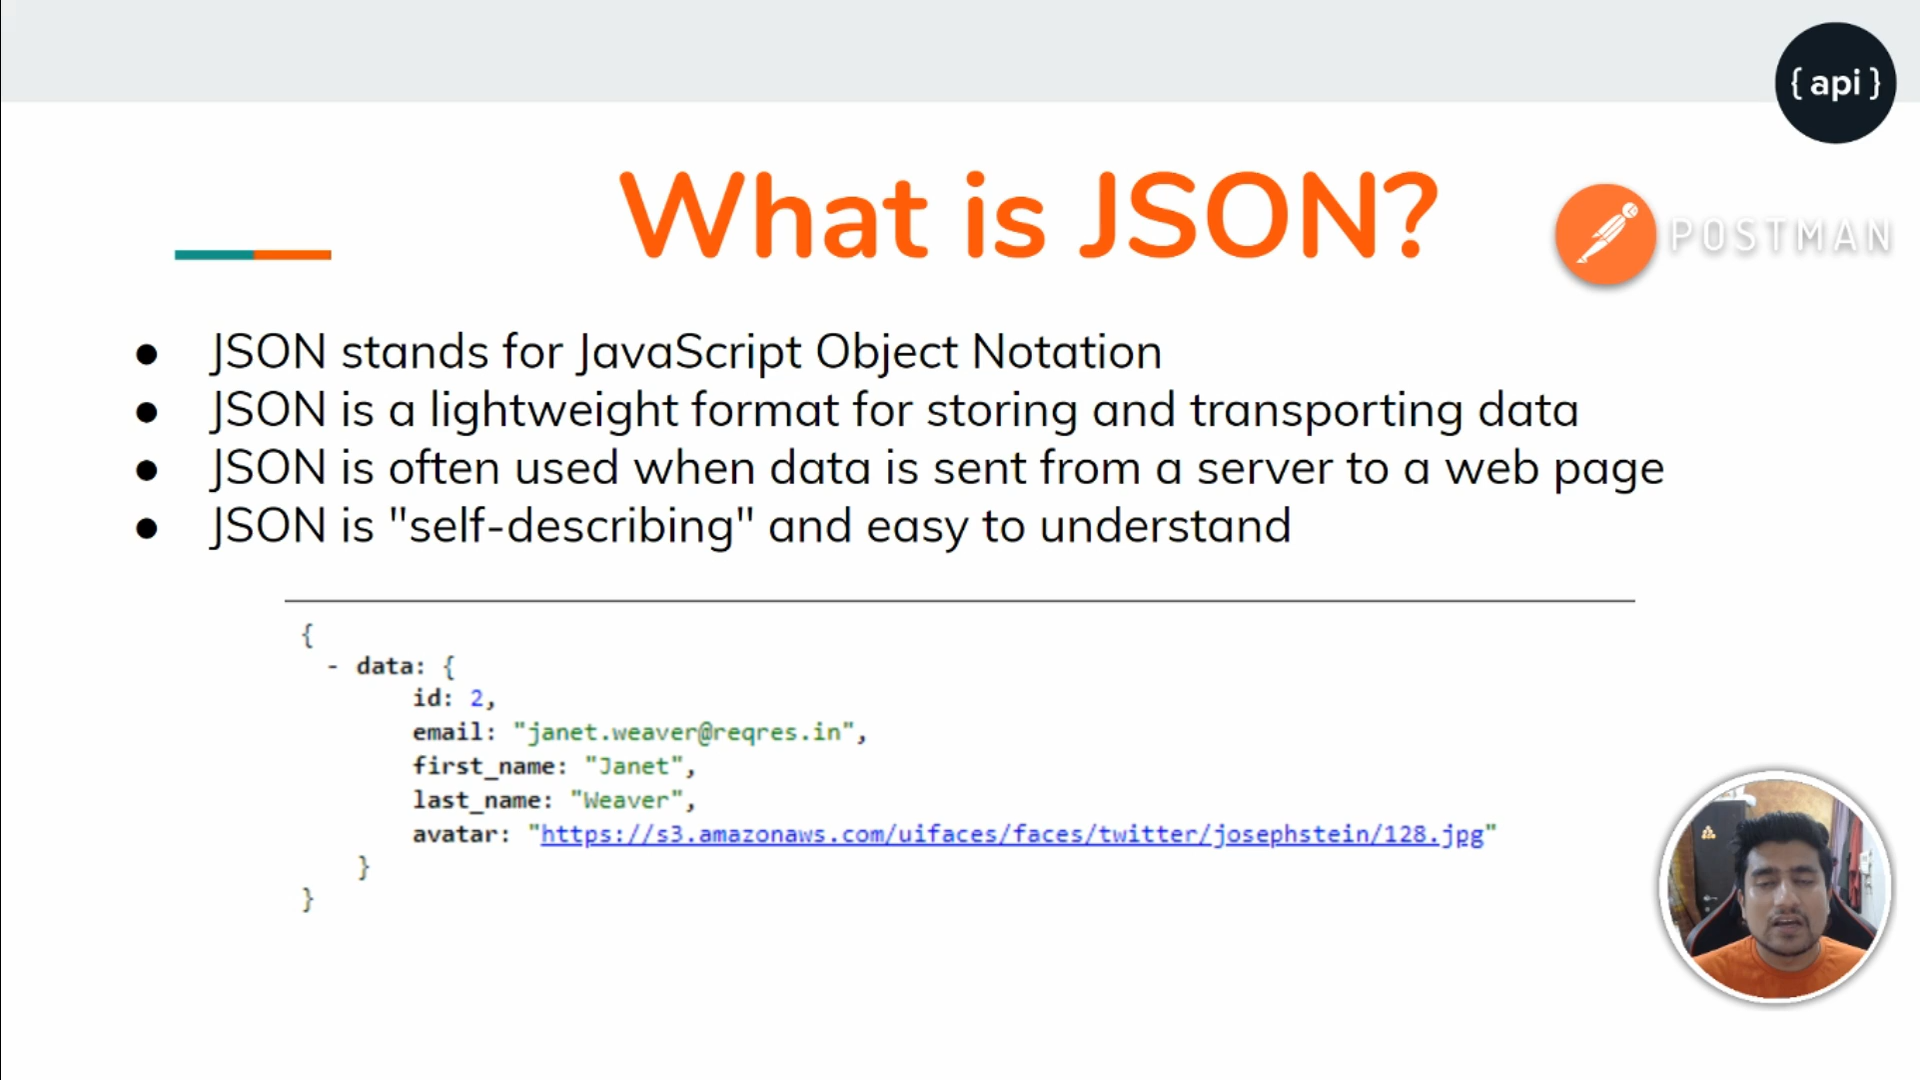 { api }
What is JSON?
POSTMAN
● JSON stands for JavaScript Object Notation
● JSON is a lightweight format for storing and transporting data
● JSON is often used when data is sent from a server to a web page
● JSON is "self-describing" and easy to understand
{
- data: {
id: 2,
email: "janet.weaver@reqres.in",
first_name: "Janet",
last_name: "Weaver",
avatar: "https://s3.amazonaws.com/uifaces/faces/twitter/josephstein/128.jpg"
}
}